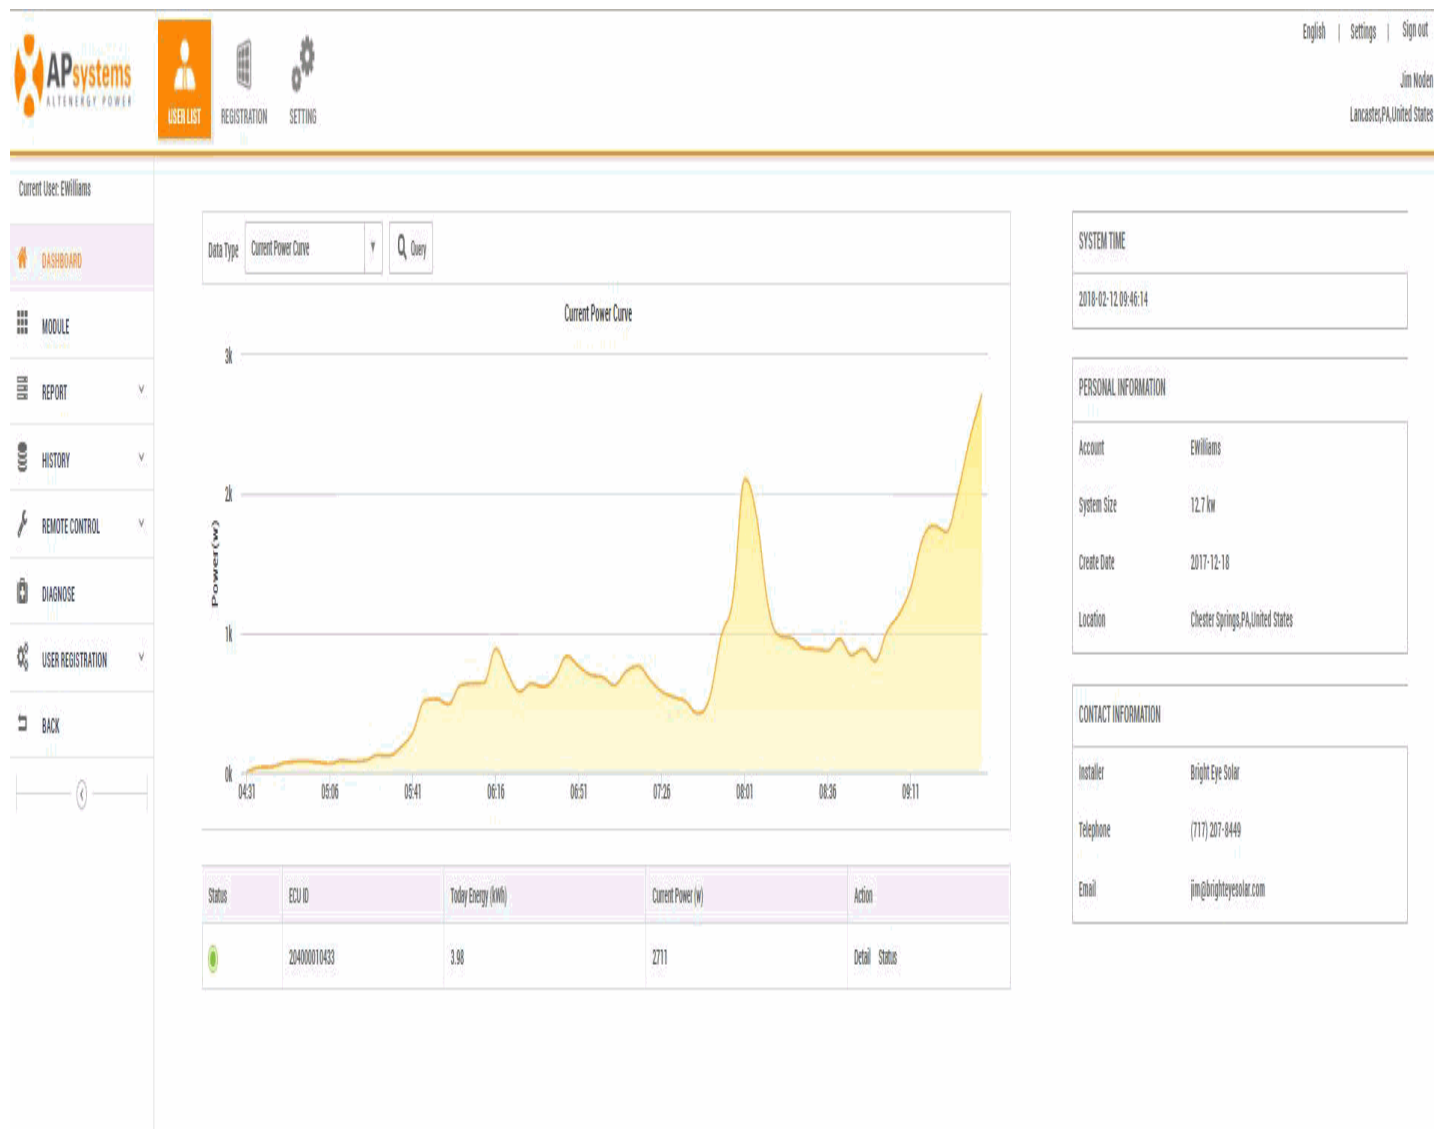 English | Settings | Sign out
APsystems
ALTENERGY POWER
USER LIST
REGISTRATION
SETTING
Jim Noden
Lancaster,PA,United States
Current User: EWilliams
DASHBOARD
MODULE
REPORT
HISTORY
REMOTE CONTROL
DIAGNOSE
USER REGISTRATION
BACK
Data Type Current Power Curve Query
Current Power Curve
Power(w)
3k
2k
1k
0k
04:31 05:06 05:41 06:16 06:51 07:26 08:01 08:36 09:11
Status ECU ID Today Energy (kWh) Current Power (w) Action
204000010433 3.98 2711 Detail Status
SYSTEM TIME
2018-02-12 09:46:14
PERSONAL INFORMATION
Account EWilliams
System Size 12.7 kw
Create Date 2017-12-18
Location Chester Springs,PA,United States
CONTACT INFORMATION
Installer Bright Eye Solar
Telephone (717) 207-8449
Email jim@brighteyesolar.com